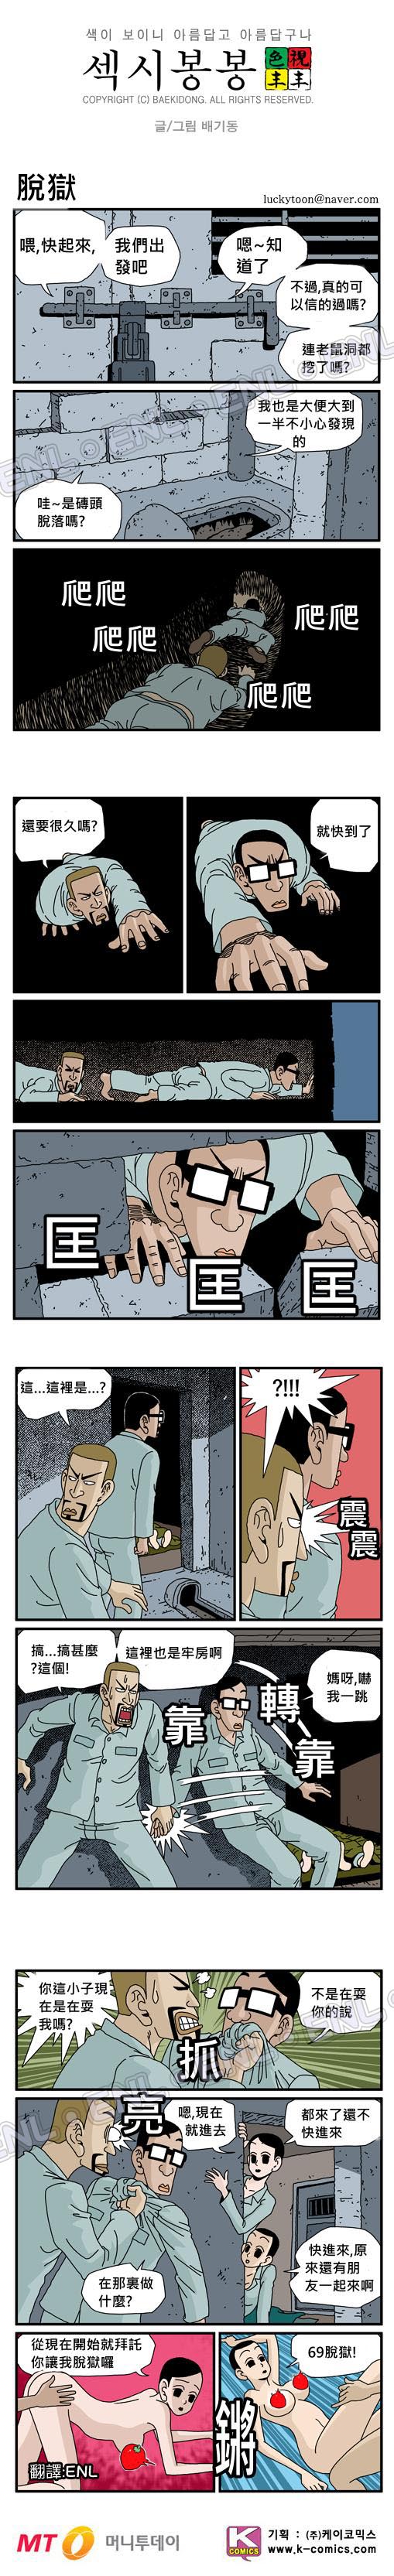 색이 보이니 아름답고 아름답구나
섹시봉봉
色視
丰丰
COPYRIGHT (C) BAEKIDONG. ALL RIGHTS RESERVED.
글/그림 배기동
脫獄
luckytoon@naver.com
喂,快起來,
我們出
發吧
嗯~知
道了
不過,真的可
以信的過嗎?
連老鼠洞都
挖了嗎?
我也是大便大到
一半不小心發現
的
哇~是磚頭
脫落嗎?
爬爬
爬爬
爬爬
爬爬
還要很久嗎?
就快到了
匡
匡
匡
這...這裡是...?
?!!!
震
震
搞...搞甚麼
?這個!
這裡也是牢房啊
媽呀,嚇
我一跳
靠
轉
靠
你這小子現
在是在耍
我嗎?
不是在耍
你的說
抓
亮
嗯,現在
就進去
都來了還不
快進來
在那裏做
什麼?
快進來,原
來還有朋
友一起來啊
從現在開始就拜託
你讓我脫獄囉
69脫獄!
鏘
翻譯:ENL
ENL
MT 머니투데이
K COMICS
기획 : (주)케이코믹스
www.k-comics.com